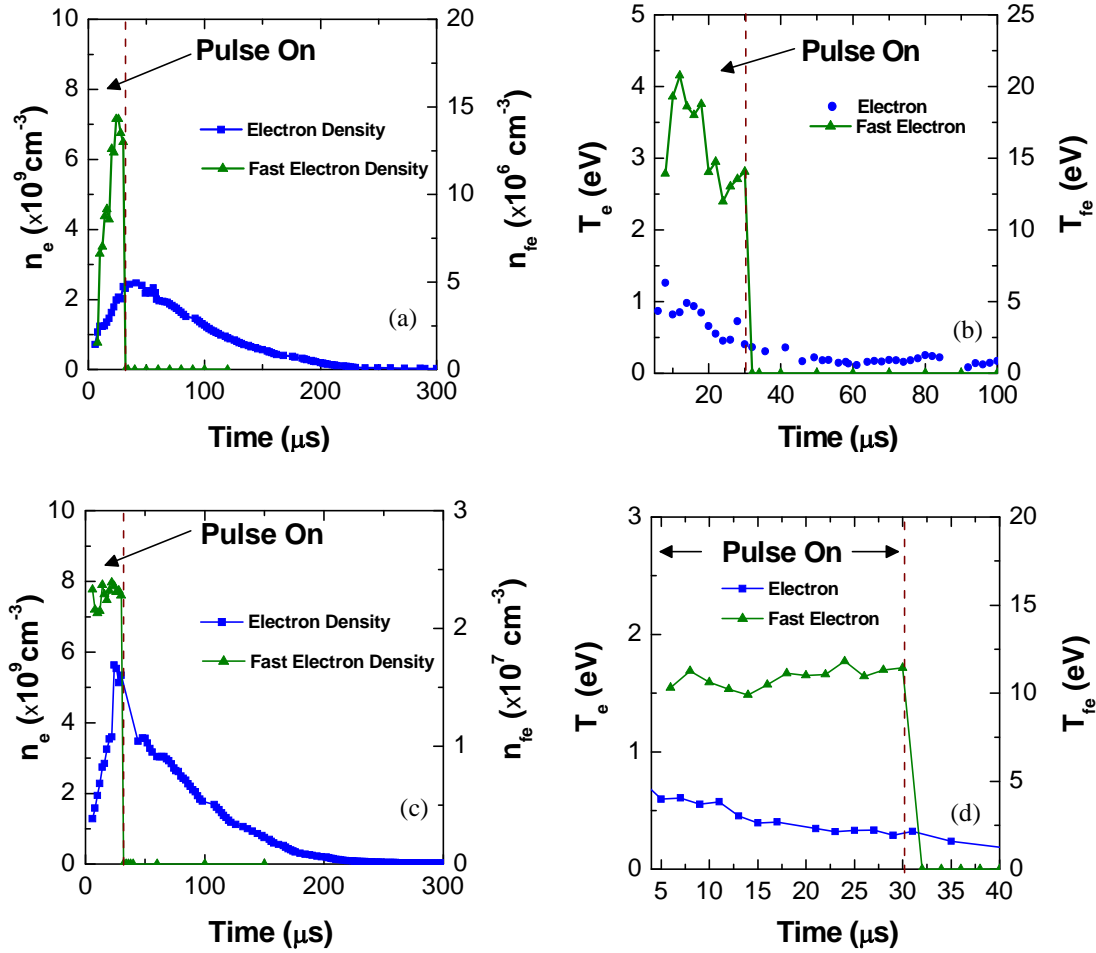 10
8
6
4
2
0
n_e (×10^9 cm^-3)
20
15
10
5
0
n_fe (×10^6 cm^-3)
Pulse On
Electron Density
Fast Electron Density
(a)
0 100 200 300
Time (μs)
5
4
3
2
1
0
T_e (eV)
25
20
15
10
5
0
T_fe (eV)
Pulse On
Electron
Fast Electron
(b)
20 40 60 80 100
Time (μs)
10
8
6
4
2
0
n_e (×10^9 cm^-3)
3
2
1
0
n_fe (×10^7 cm^-3)
Pulse On
Electron Density
Fast Electron Density
(c)
0 100 200 300
Time (μs)
3
2
1
0
T_e (eV)
20
15
10
5
0
T_fe (eV)
Pulse On
Electron
Fast Electron
(d)
5 10 15 20 25 30 35 40
Time (μs)